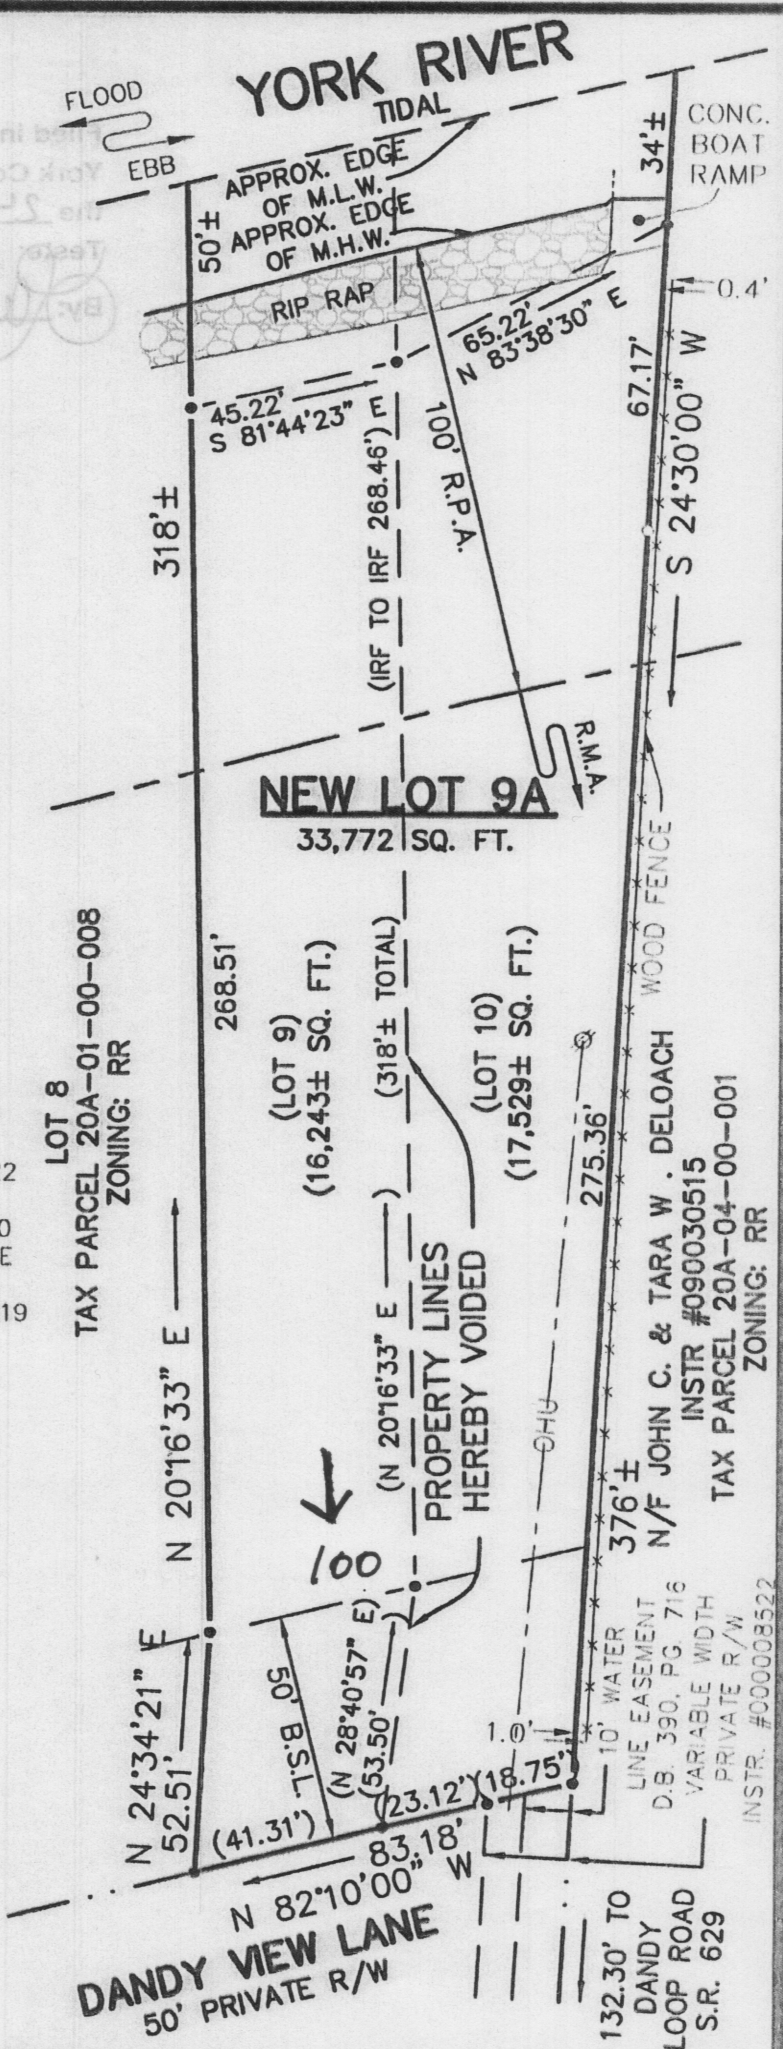 YORK RIVER
TIDAL
FLOOD
EBB
APPROX. EDGE
OF M.L.W.
APPROX. EDGE
OF M.H.W.
50'±
34'±
CONC.
BOAT
RAMP
RIP RAP
0.4'
65.22'
N 83°38'30" E
45.22'
S 81°44'23" E
67.17'
S 24°30'00" W
318'±
(IRF TO IRF 268.46')
100' R.P.A.
R.M.A.
NEW LOT 9A
33,772 SQ. FT.
WOOD FENCE
LOT 8
TAX PARCEL 20A-01-00-008
ZONING: RR
268.51'
(LOT 9)
(16,243± SQ. FT.)
(318'± TOTAL)
(LOT 10)
(17,529± SQ. FT.)
275.36'
N/F JOHN C. & TARA W. DELOACH
INSTR #090030515
TAX PARCEL 20A-04-00-001
ZONING: RR
22
0
E
19
N 20°16'33" E
(N 20°16'33" E)
PROPERTY LINES
HEREBY VOIDED
OHU
376'±
100
N 24°34'21" E
52.51'
50' B.S.L.
(N 28°40'57" E)
(53.50')
1.0'
10' WATER
LINE EASEMENT
D.B. 390, PG. 716
VARIABLE WIDTH
PRIVATE R/W
INSTR. #000008522
(41.31')
(23.12')
(18.75')
83.18'
N 82°10'00" W
DANDY VIEW LANE
50' PRIVATE R/W
132.30' TO
DANDY
LOOP ROAD
S.R. 629